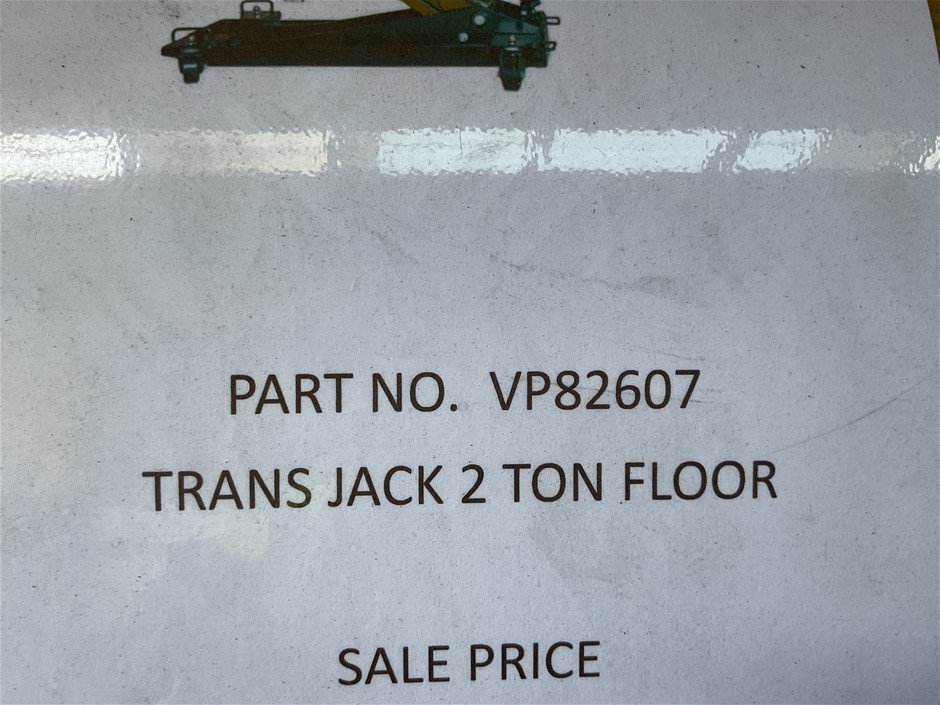 PART NO. VP82607
TRANS JACK 2 TON FLOOR
SALE PRICE